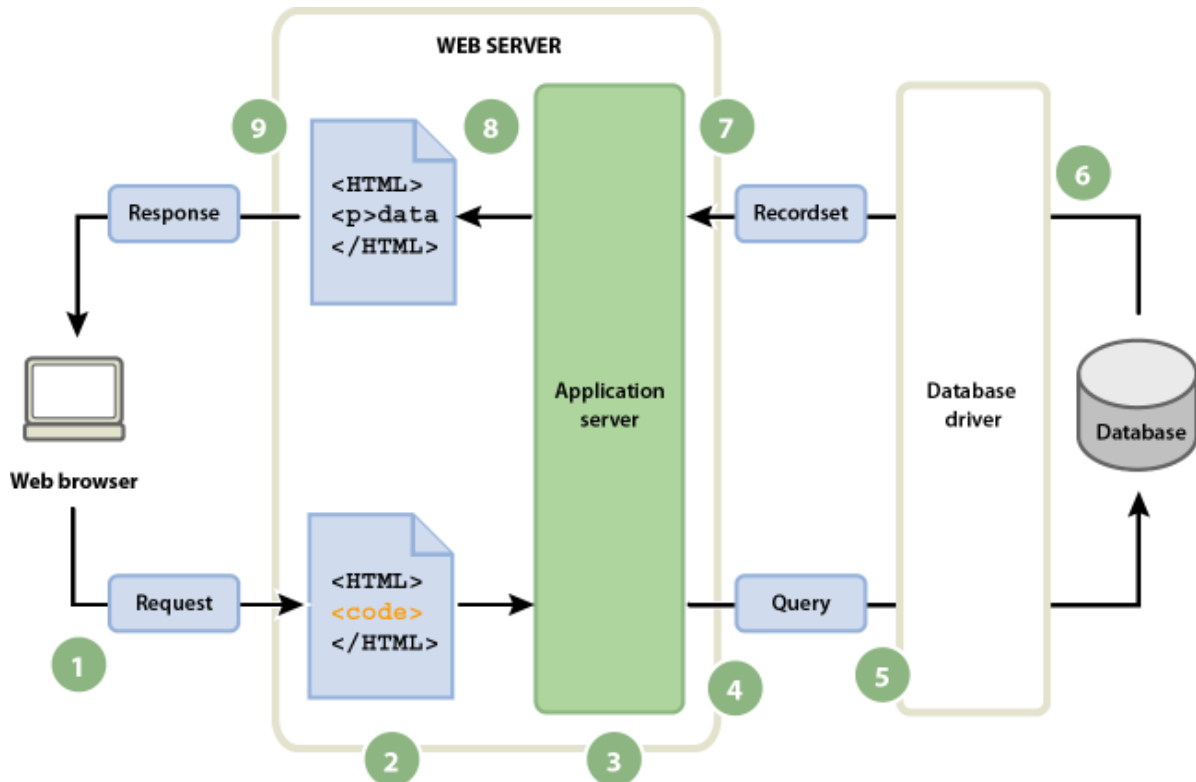 WEB SERVER
9
8
7
6
<HTML>
<p>data
</HTML>
Response
Recordset
Application
server
Database
driver
Database
Web browser
<HTML>
<code>
</HTML>
Request
Query
1
2
3
4
5